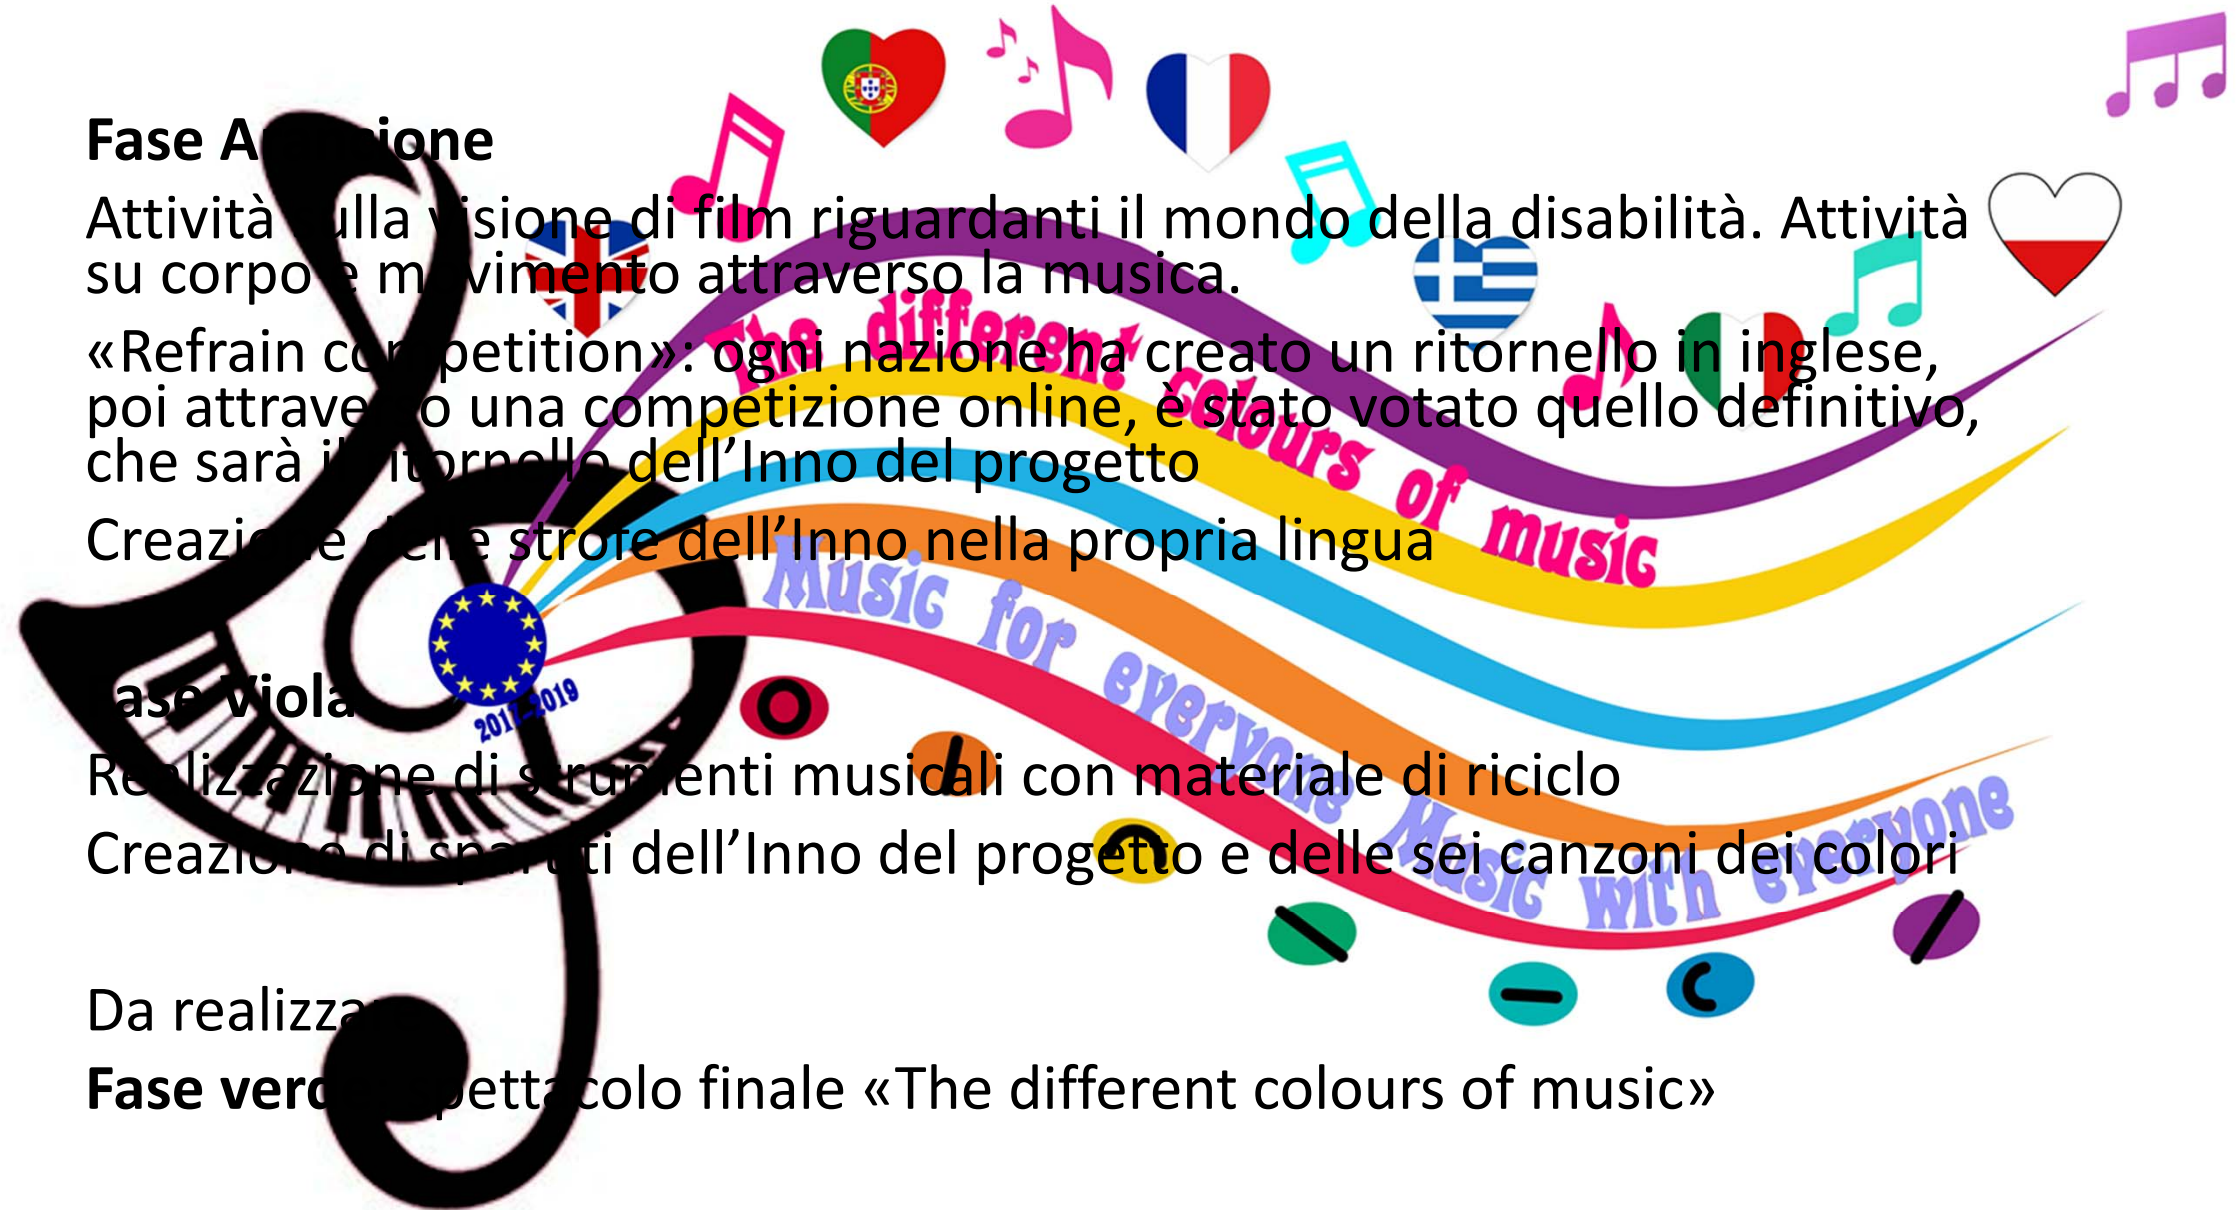 Fase Arancione
Attività sulla visione di film riguardanti il mondo della disabilità. Attività
su corpo e movimento attraverso la musica.
«Refrain competition»: ogni nazione ha creato un ritornello in inglese,
poi attraverso una competizione online, è stato votato quello definitivo,
che sarà il ritornello dell’Inno del progetto
Creazione delle strofe dell’Inno nella propria lingua
Fase Viola
Realizzazione di strumenti musicali con materiale di riciclo
Creazione di spartiti dell’Inno del progetto e delle sei canzoni dei colori
Da realizzare
Fase verde spettacolo finale «The different colours of music»
The different colours of music
Music for everyone Music with everyone
2017-2019